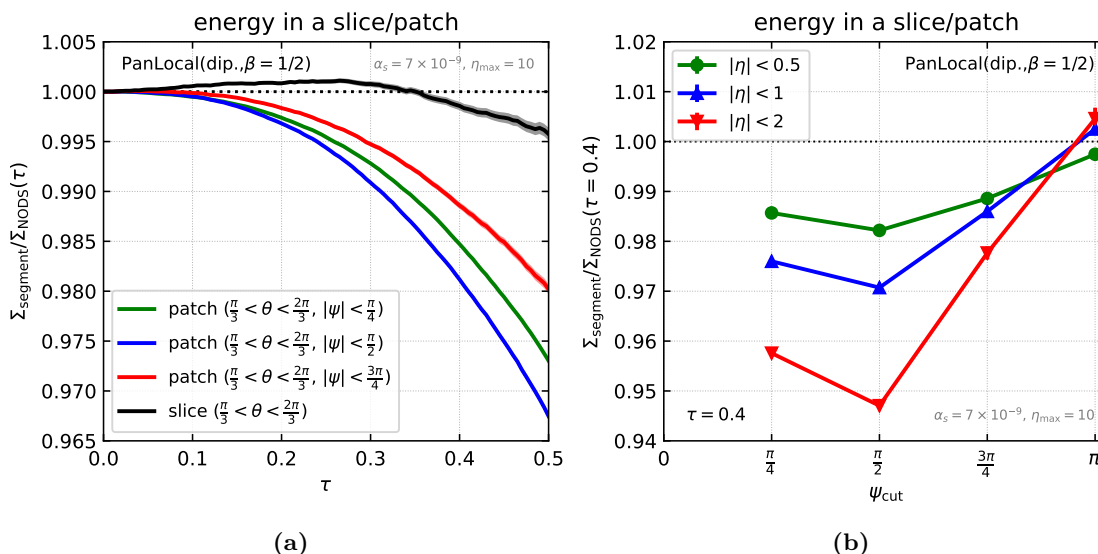 energy in a slice/patch
PanLocal(dip.,β = 1/2)
α_s = 7 × 10⁻⁹, η_max = 10
1.005
1.000
0.995
0.990
0.985
0.980
0.975
0.970
0.965
Σ_segment/Σ_NODS(τ)
patch (π/3 < θ < 2π/3, |ψ| < π/4)
patch (π/3 < θ < 2π/3, |ψ| < π/2)
patch (π/3 < θ < 2π/3, |ψ| < 3π/4)
slice (π/3 < θ < 2π/3)
0.0 0.1 0.2 0.3 0.4 0.5
τ
(a)
energy in a slice/patch
|η| < 0.5
|η| < 1
|η| < 2
PanLocal(dip.,β = 1/2)
1.02
1.01
1.00
0.99
0.98
0.97
0.96
0.95
0.94
Σ_segment/Σ_NODS(τ = 0.4)
τ = 0.4
α_s = 7 × 10⁻⁹, η_max = 10
0 π/4 π/2 3π/4 π
ψ_cut
(b)